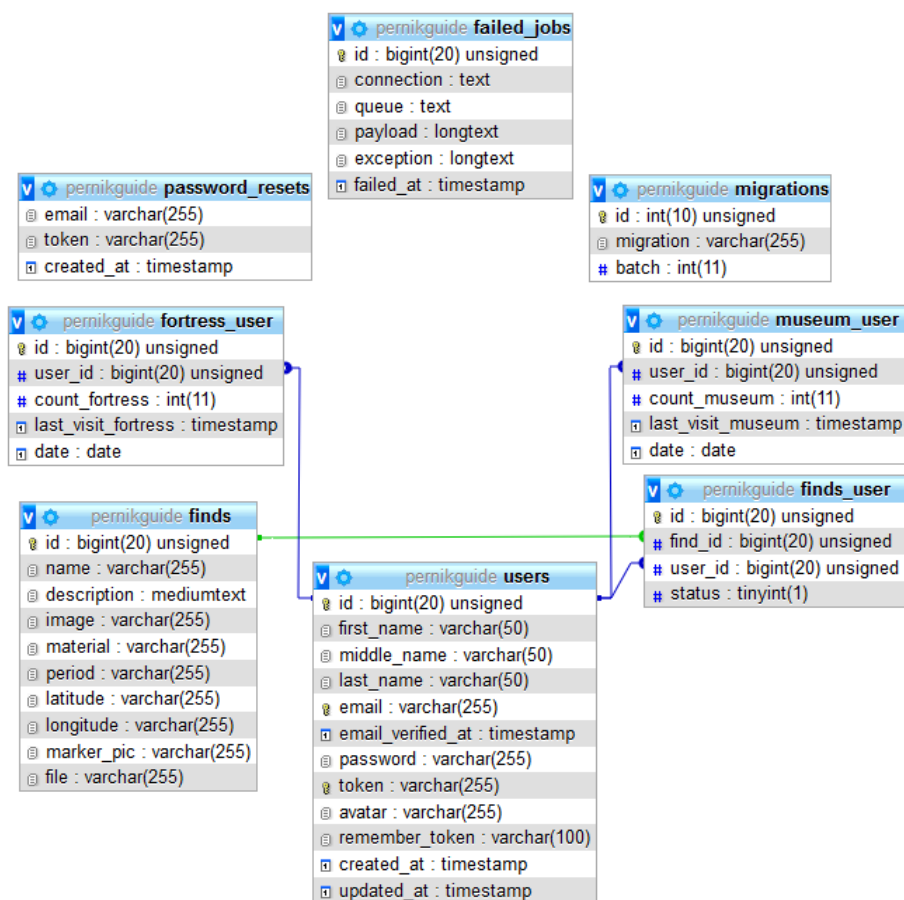 pernikguide failed_jobs
id : bigint(20) unsigned
connection : text
queue : text
payload : longtext
exception : longtext
failed_at : timestamp
pernikguide password_resets
email : varchar(255)
token : varchar(255)
created_at : timestamp
pernikguide migrations
id : int(10) unsigned
migration : varchar(255)
batch : int(11)
pernikguide fortress_user
id : bigint(20) unsigned
user_id : bigint(20) unsigned
count_fortress : int(11)
last_visit_fortress : timestamp
date : date
pernikguide museum_user
id : bigint(20) unsigned
user_id : bigint(20) unsigned
count_museum : int(11)
last_visit_museum : timestamp
date : date
pernikguide finds
id : bigint(20) unsigned
name : varchar(255)
description : mediumtext
image : varchar(255)
material : varchar(255)
period : varchar(255)
latitude : varchar(255)
longitude : varchar(255)
marker_pic : varchar(255)
file : varchar(255)
pernikguide finds_user
id : bigint(20) unsigned
find_id : bigint(20) unsigned
user_id : bigint(20) unsigned
status : tinyint(1)
pernikguide users
id : bigint(20) unsigned
first_name : varchar(50)
middle_name : varchar(50)
last_name : varchar(50)
email : varchar(255)
email_verified_at : timestamp
password : varchar(255)
token : varchar(255)
avatar : varchar(255)
remember_token : varchar(100)
created_at : timestamp
updated_at : timestamp